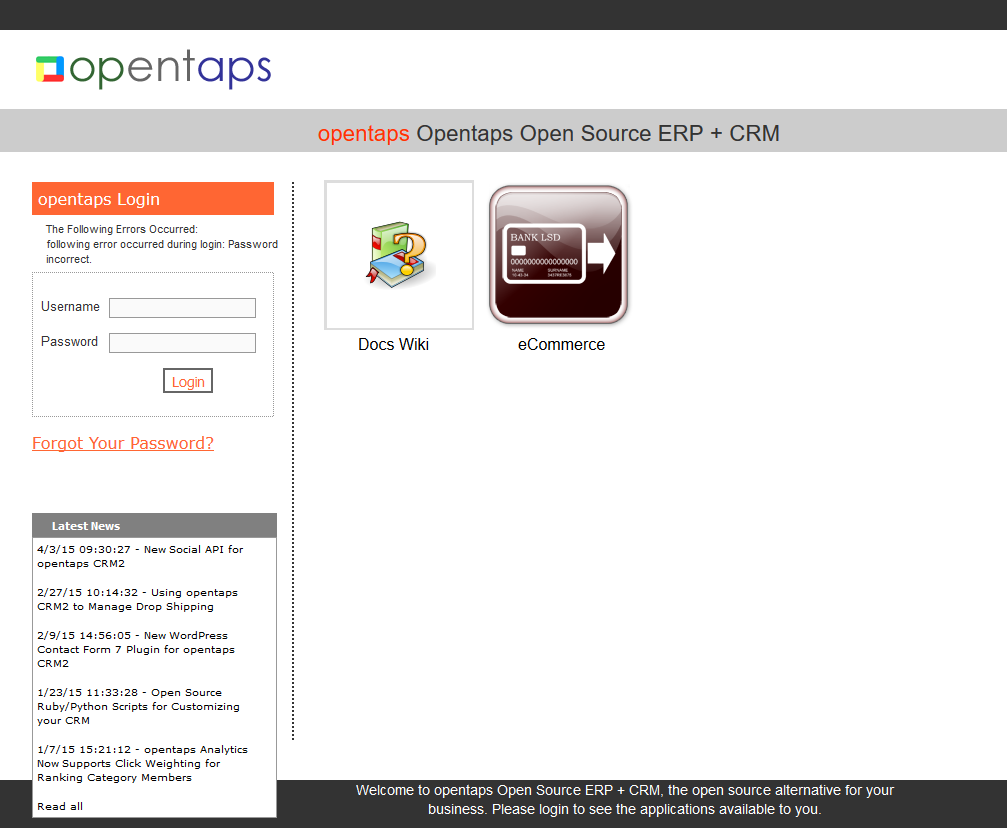 opentaps
opentaps Opentaps Open Source ERP + CRM
opentaps Login
The Following Errors Occurred:
following error occurred during login: Password
incorrect.
Username
Password
Login
Forgot Your Password?
BANK LSD
0000000000000000
NAME SURNAME
Docs Wiki
eCommerce
Latest News
4/3/15 09:30:27 - New Social API for
opentaps CRM2
2/27/15 10:14:32 - Using opentaps
CRM2 to Manage Drop Shipping
2/9/15 14:56:05 - New WordPress
Contact Form 7 Plugin for opentaps
CRM2
1/23/15 11:33:28 - Open Source
Ruby/Python Scripts for Customizing
your CRM
1/7/15 15:21:12 - opentaps Analytics
Now Supports Click Weighting for
Ranking Category Members
Read all
Welcome to opentaps Open Source ERP + CRM, the open source alternative for your
business. Please login to see the applications available to you.